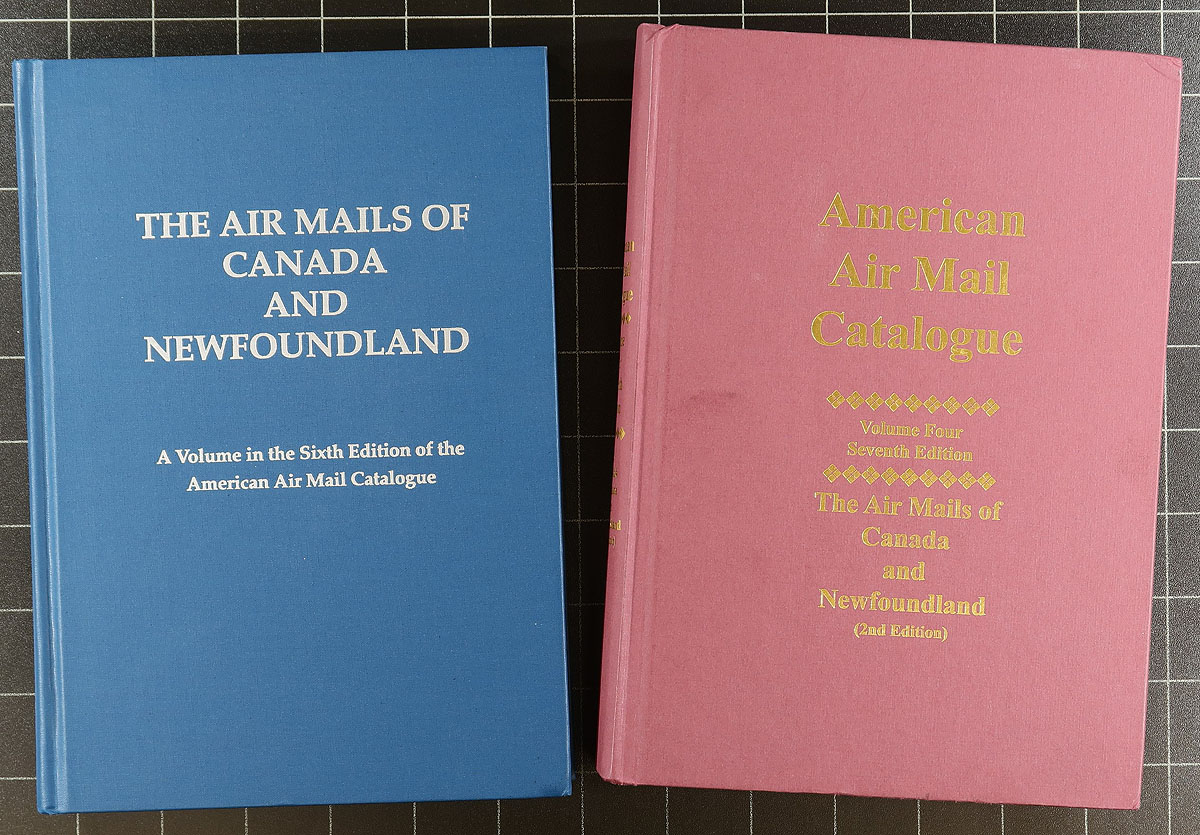 THE AIR MAILS OF
CANADA
AND
NEWFOUNDLAND
A Volume in the Sixth Edition of the
American Air Mail Catalogue
American
Air Mail
Catalogue
Volume Four
Seventh Edition
The Air Mails of
Canada
and
Newfoundland
(2nd Edition)